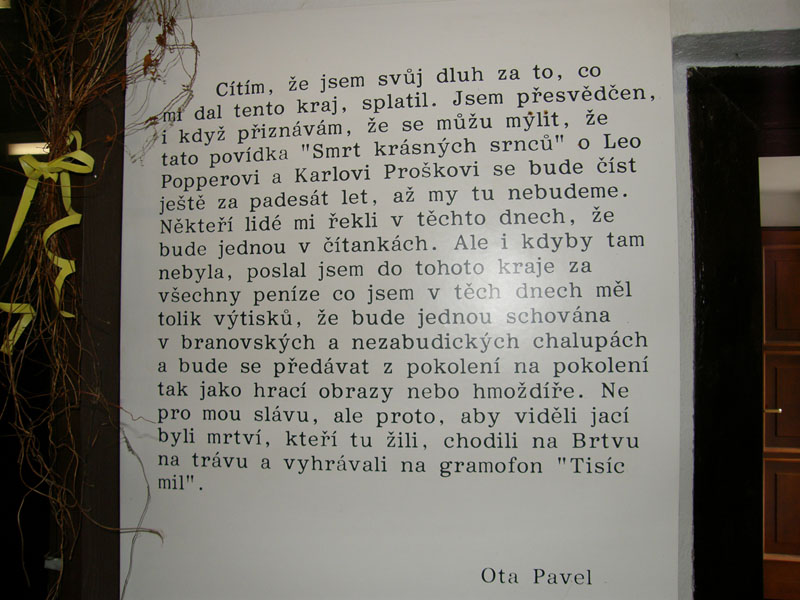 Cítím, že jsem svůj dluh za to, co
mi dal tento kraj, splatil. Jsem přesvědčen,
i když přiznávám, že se můžu mýlit, že
tato povídka "Smrt krásných srnců" o Leo
Popperovi a Karlovi Proškovi se bude číst
ještě za padesát let, až my tu nebudeme.
Někteří lidé mi řekli v těchto dnech, že
bude jednou v čítankách. Ale i kdyby tam
nebyla, poslal jsem do tohoto kraje za
všechny peníze co jsem v těch dnech měl
tolik výtisků, že bude jednou schována
v branovských a nezabudických chalupách
a bude se předávat z pokolení na pokolení
tak jako hrací obrazy nebo hmoždíře. Ne
pro mou slávu, ale proto, aby viděli jací
byli mrtví, kteří tu žili, chodili na Brtvu
na trávu a vyhrávali na gramofon "Tisíc
mil".
Ota Pavel